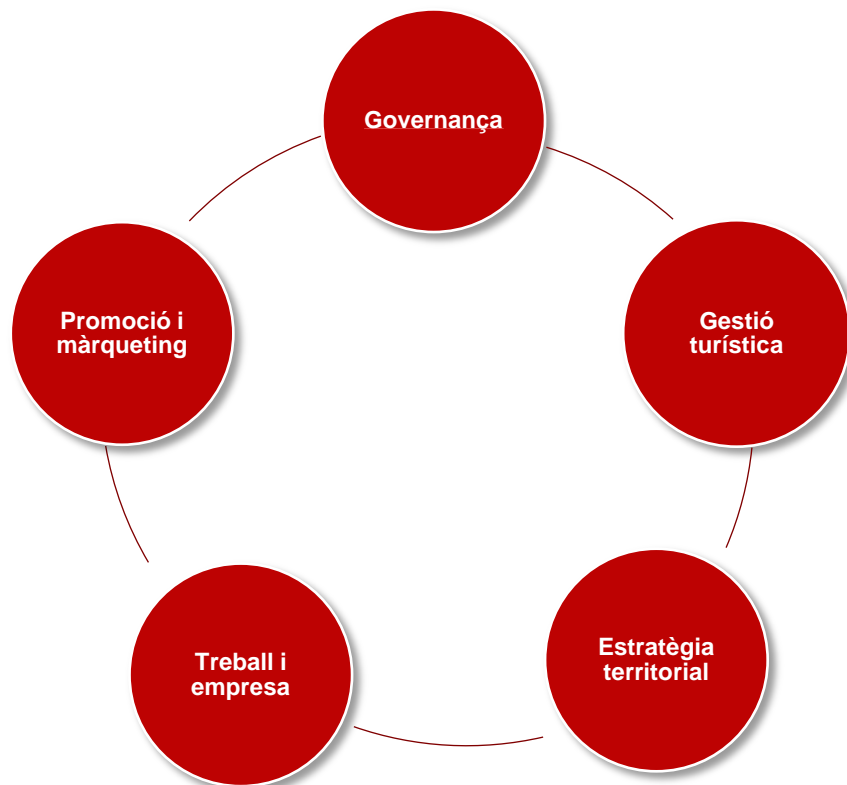 Governança
Gestió
turística
Estratègia
territorial
Treball i
empresa
Promoció i
màrqueting